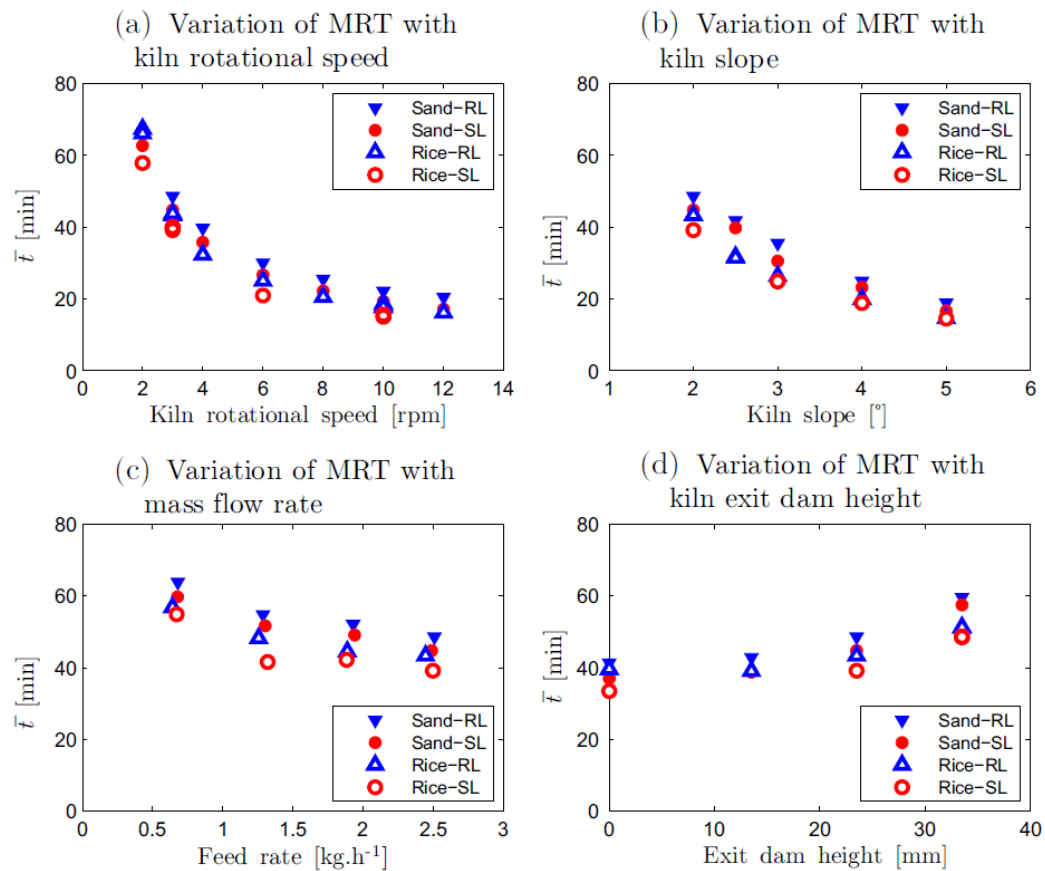 (a) Variation of MRT with
kiln rotational speed
80
60
40
20
0
t̄ [min]
Sand−RL
Sand−SL
Rice−RL
Rice−SL
0 2 4 6 8 10 12 14
Kiln rotational speed [rpm]
(b) Variation of MRT with
kiln slope
80
60
40
20
0
t̄ [min]
Sand−RL
Sand−SL
Rice−RL
Rice−SL
1 2 3 4 5 6
Kiln slope [°]
(c) Variation of MRT with
mass flow rate
80
60
40
20
0
t̄ [min]
Sand−RL
Sand−SL
Rice−RL
Rice−SL
0 0.5 1 1.5 2 2.5 3
Feed rate [kg.h⁻¹]
(d) Variation of MRT with
kiln exit dam height
80
60
40
20
0
t̄ [min]
Sand−RL
Sand−SL
Rice−RL
Rice−SL
0 10 20 30 40
Exit dam height [mm]